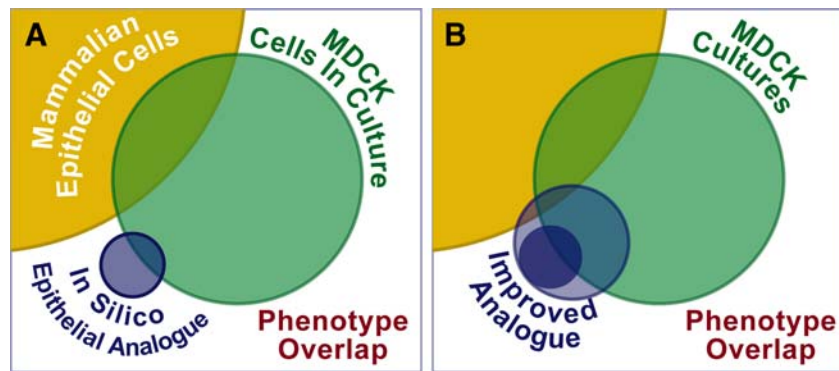 A
Mammalian
Epithelial Cells
MDCK
Cells In Culture
In Silico
Epithelial Analogue
Phenotype
Overlap
B
MDCK
Cultures
Improved
Analogue
Phenotype
Overlap